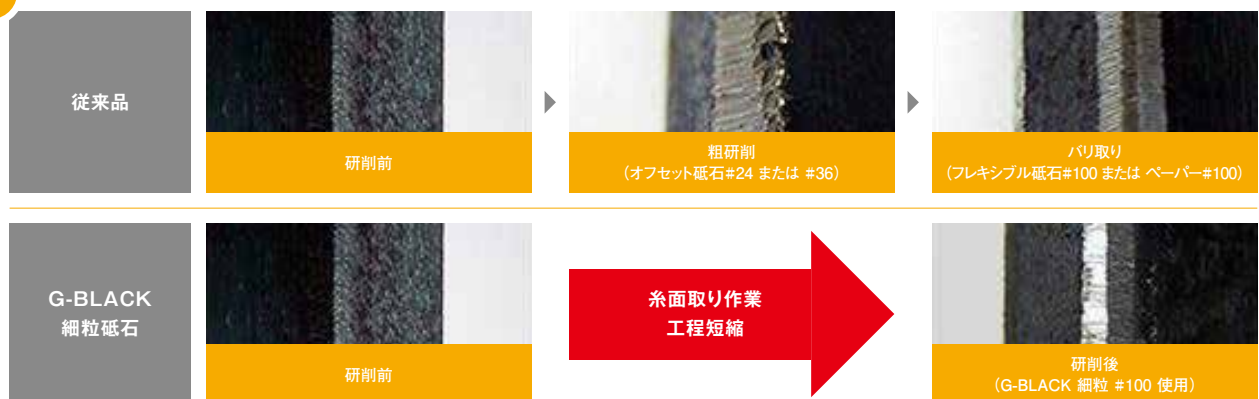 従来品
研削前
粗研削
(オフセット砥石#24 または #36)
バリ取り
(フレキシブル砥石#100 または ペーパー#100)
G-BLACK
細粒砥石
研削前
糸面取り作業
工程短縮
研削後
(G-BLACK 細粒 #100 使用)